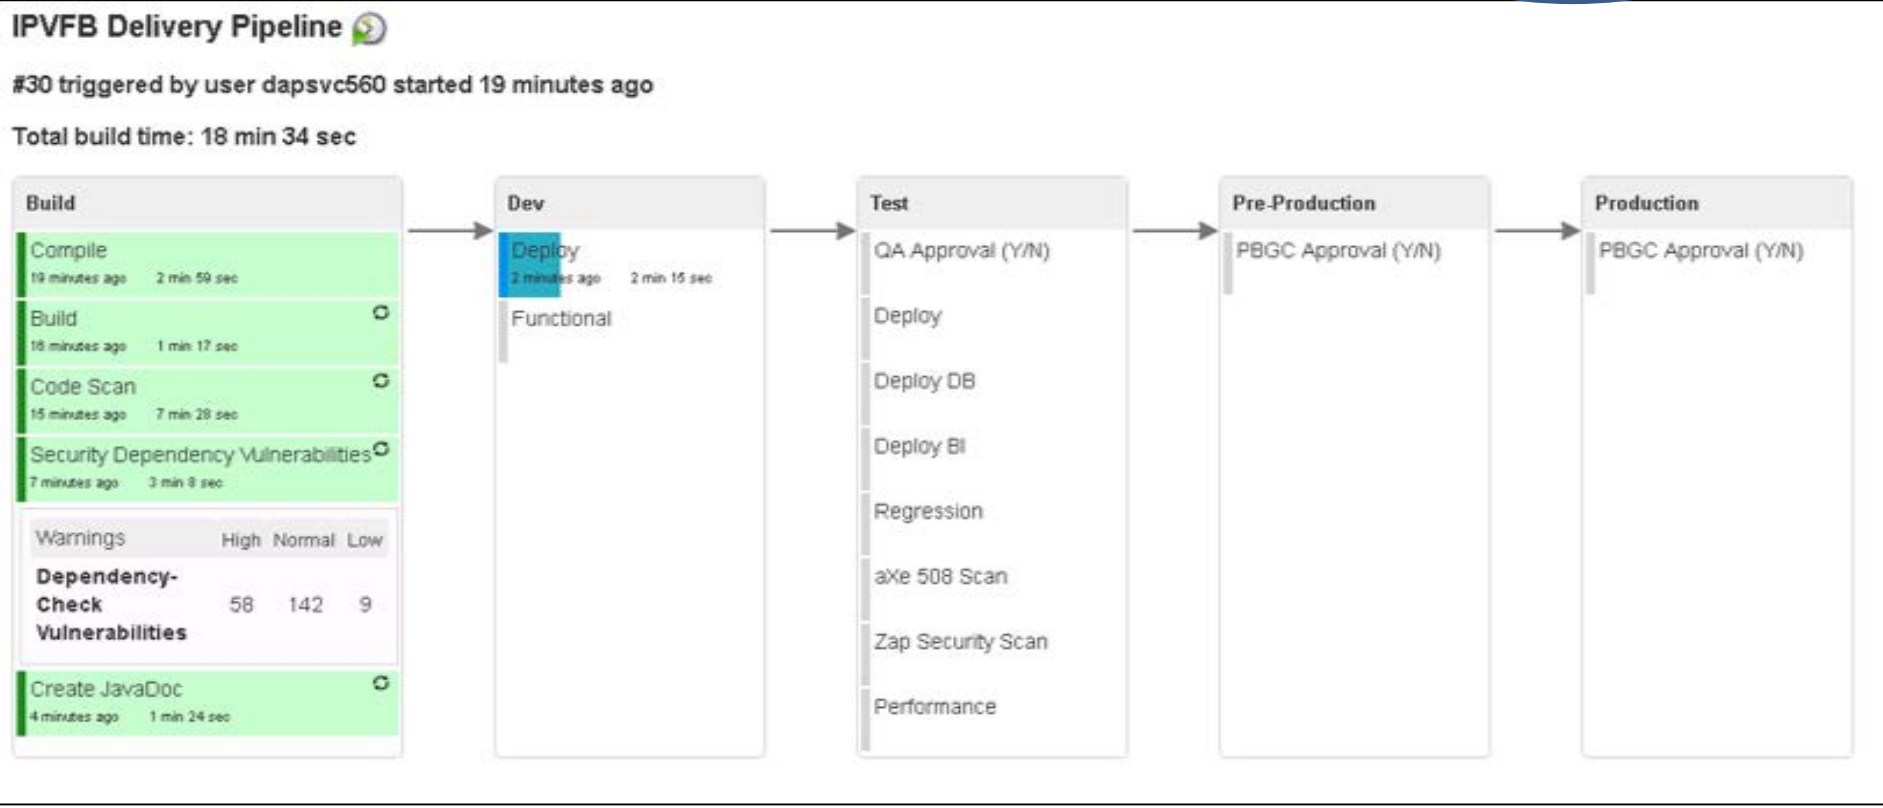 IPVFB Delivery Pipeline
#30 triggered by user dapsvc560 started 19 minutes ago
Total build time: 18 min 34 sec
Build
Compile
19 minutes ago 2 min 59 sec
Build
16 minutes ago 1 min 17 sec
Code Scan
15 minutes ago 7 min 28 sec
Security Dependency Vulnerabilities
7 minutes ago 3 min 8 sec
Warnings High Normal Low
Dependency-
Check 58 142 9
Vulnerabilities
Create JavaDoc
4 minutes ago 1 min 24 sec
Dev
Deploy
2 minutes ago 2 min 15 sec
Functional
Test
QA Approval (Y/N)
Deploy
Deploy DB
Deploy BI
Regression
aXe 508 Scan
Zap Security Scan
Performance
Pre-Production
PBGC Approval (Y/N)
Production
PBGC Approval (Y/N)